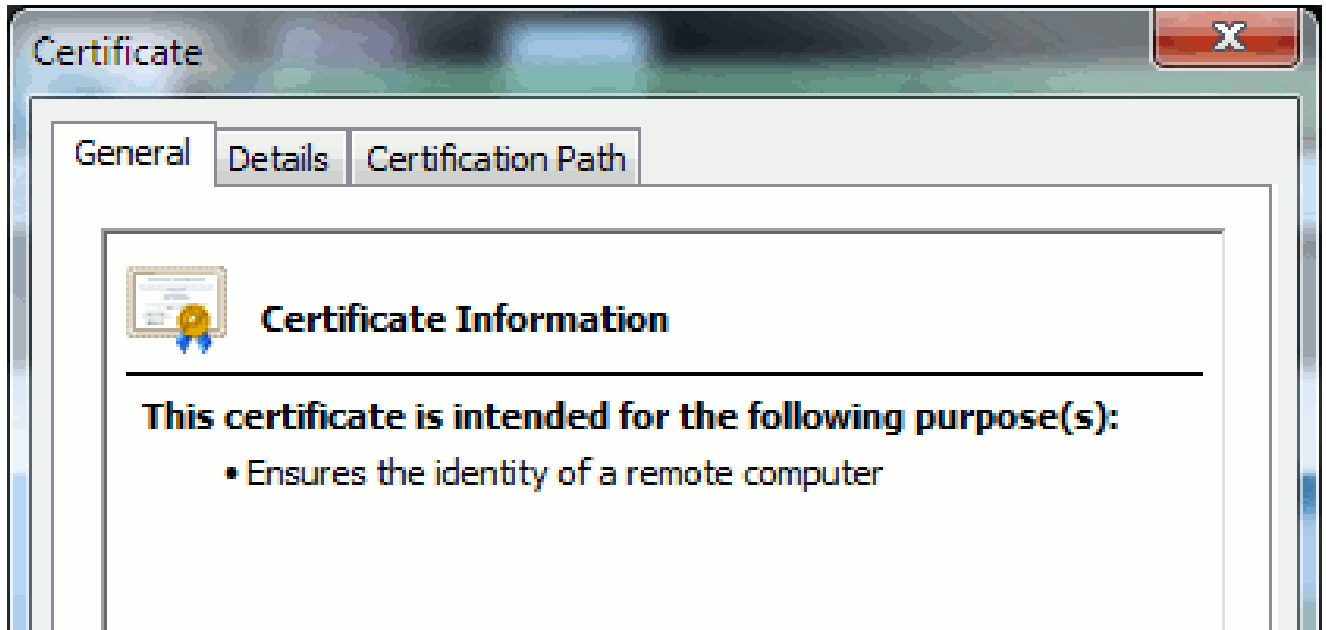 Certificate
General Details Certification Path
Certificate Information
This certificate is intended for the following purpose(s):
• Ensures the identity of a remote computer